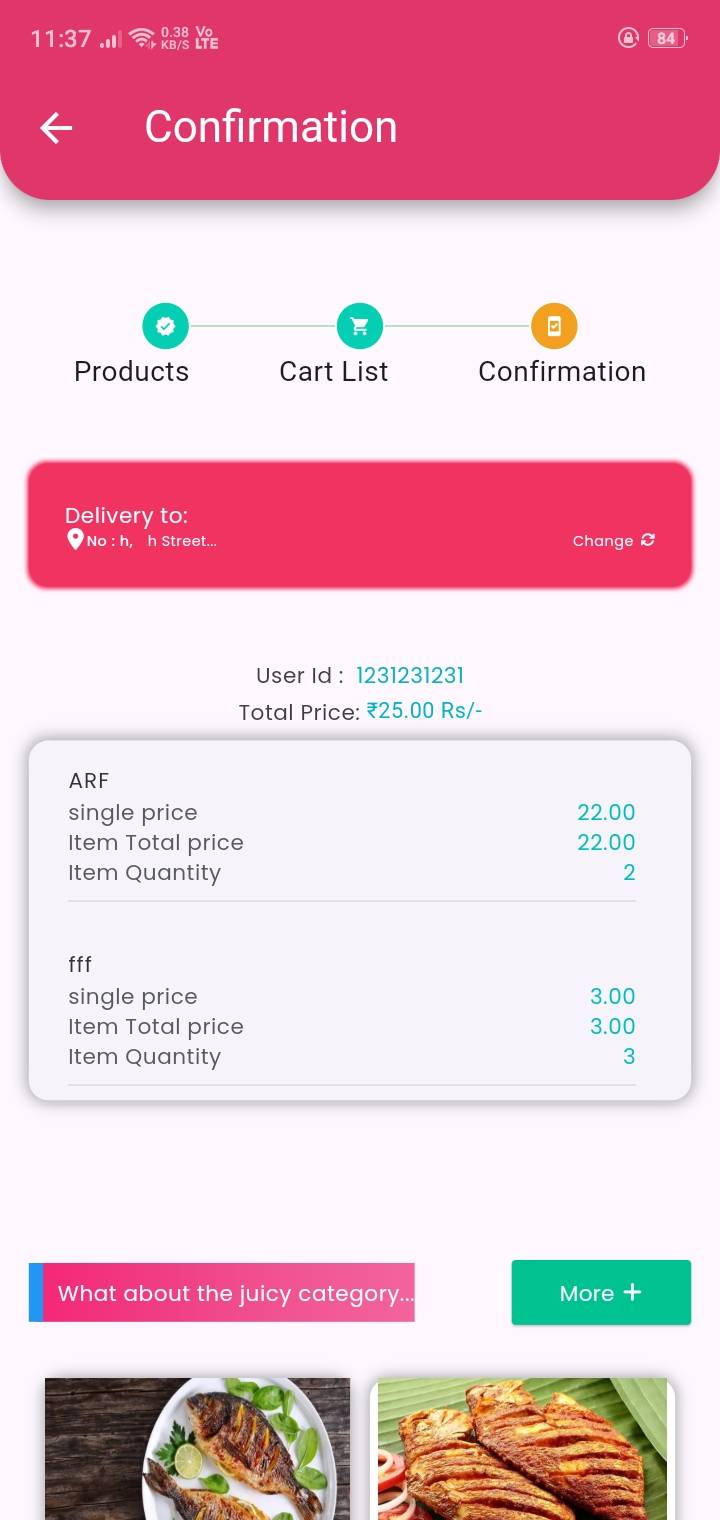 11:37 0.38 KB/S Vo LTE 84
Confirmation
Products Cart List Confirmation
Delivery to:
No : h, h Street... Change
User Id : 1231231231
Total Price: ₹25.00 Rs/-
ARF
single price 22.00
Item Total price 22.00
Item Quantity 2
fff
single price 3.00
Item Total price 3.00
Item Quantity 3
What about the juicy category... More +